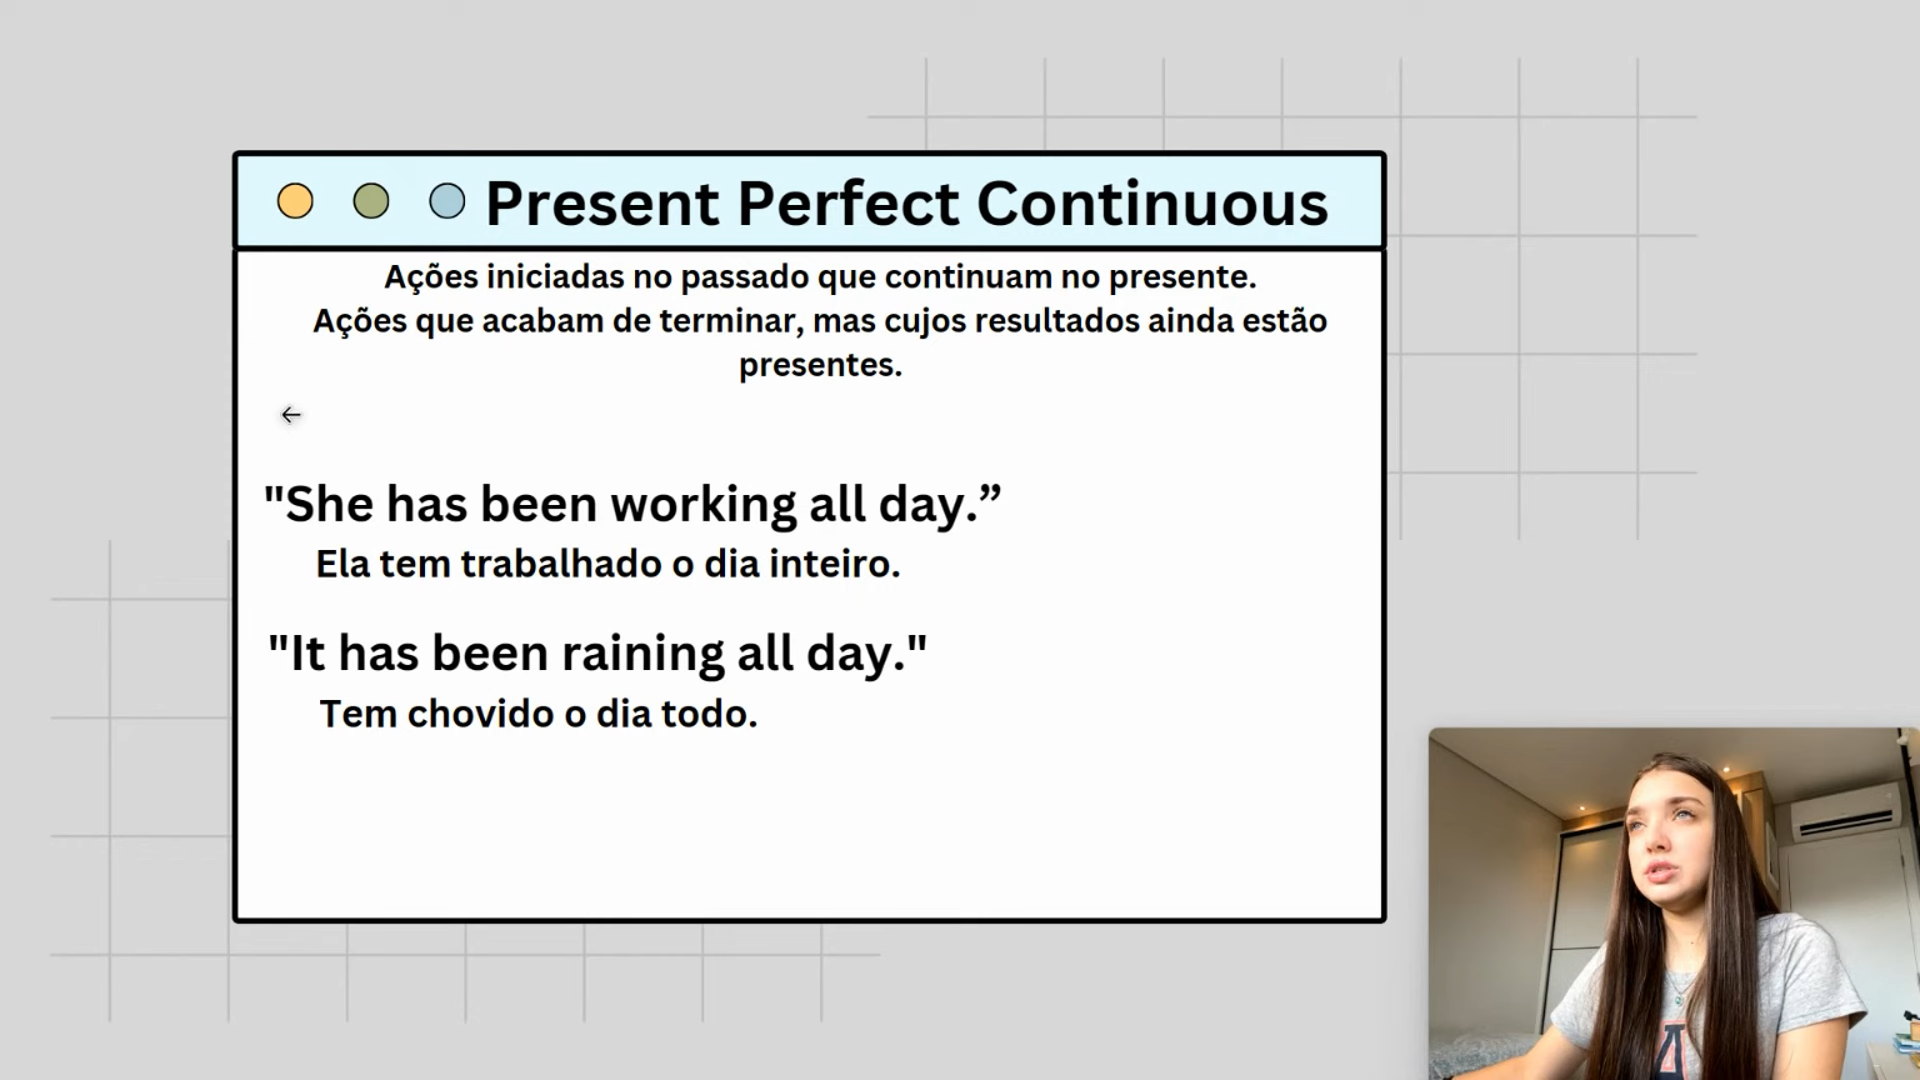 Present Perfect Continuous
Ações iniciadas no passado que continuam no presente.
Ações que acabam de terminar, mas cujos resultados ainda estão
presentes.
"She has been working all day.”
Ela tem trabalhado o dia inteiro.
"It has been raining all day."
Tem chovido o dia todo.